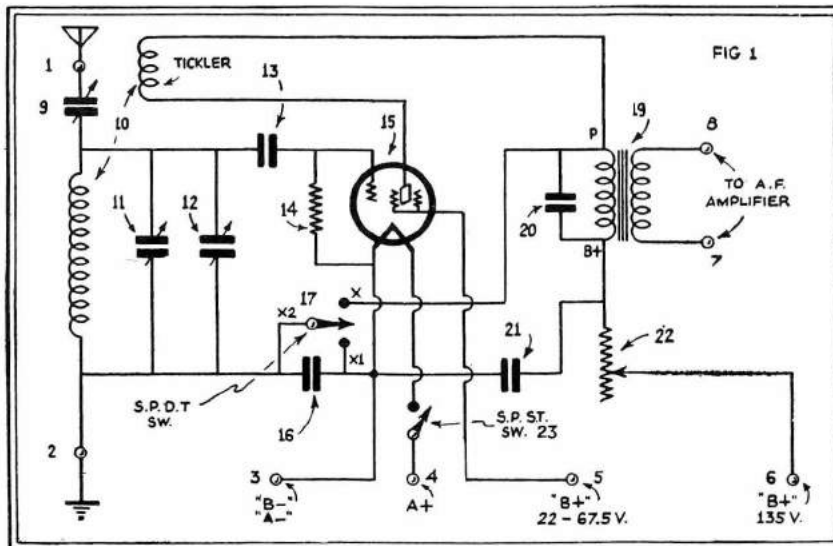 FIG 1
1
TICKLER
13
9
10
15
19
8
P
11
12
14
20
TO A.F.
AMPLIFIER
7
B+
X
17
X2
X1
21
22
S.P.D.T
SW.
16
S.P.S.T.
SW. 23
2
3
4
5
6
"B-"
"A-"
A+
"B+"
22-67.5 V.
"B+"
135 V.